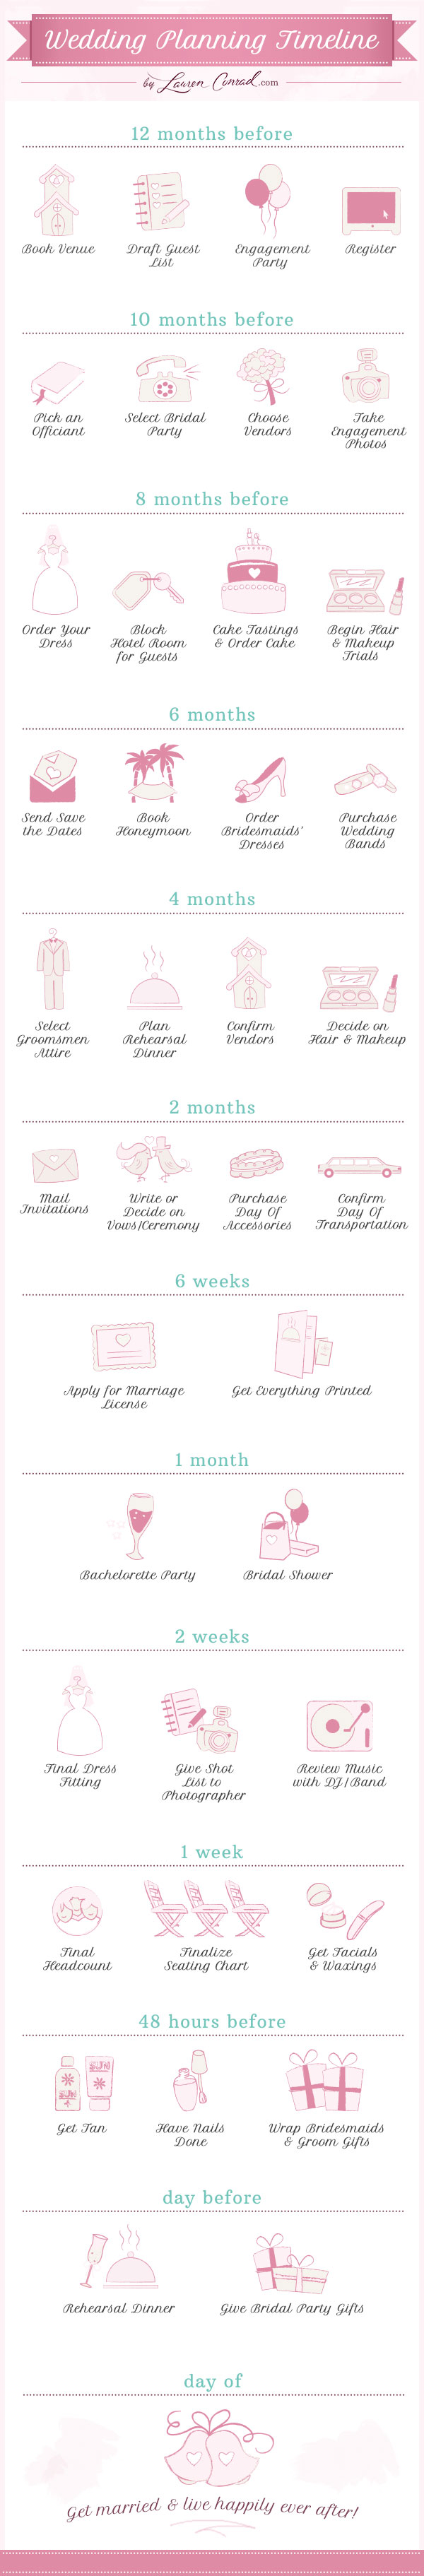 Wedding Planning Timeline
by Lauren Conrad.com
12 months before
Book Venue
Draft Guest
List
Engagement
Party
Register
10 months before
Pick an
Officiant
Select Bridal
Party
Choose
Vendors
Take
Engagement
Photos
8 months before
Order Your
Dress
Block
Hotel Room
for Guests
Cake Tastings
& Order Cake
Begin Hair
& Makeup
Trials
6 months
Send Save
the Dates
Book
Honeymoon
Order
Bridesmaids'
Dresses
Purchase
Wedding
Bands
4 months
Select
Groomsmen
Attire
Plan
Rehearsal
Dinner
Confirm
Vendors
Decide on
Hair & Makeup
2 months
Mail
Invitations
Write or
Decide on
Vows/Ceremony
Purchase
Day Of
Accessories
Confirm
Day Of
Transportation
6 weeks
Apply for Marriage
License
Get Everything Printed
1 month
Bachelorette Party
Bridal Shower
2 weeks
Final Dress
Fitting
Give Shot
List to
Photographer
Review Music
with DJ/Band
1 week
Final
Headcount
Finalize
Seating Chart
Get Facials
& Waxings
48 hours before
SUN
SUN
Get Tan
Have Nails
Done
Wrap Bridesmaids
& Groom Gifts
day before
Rehearsal Dinner
Give Bridal Party Gifts
day of
Get married & live happily ever after!